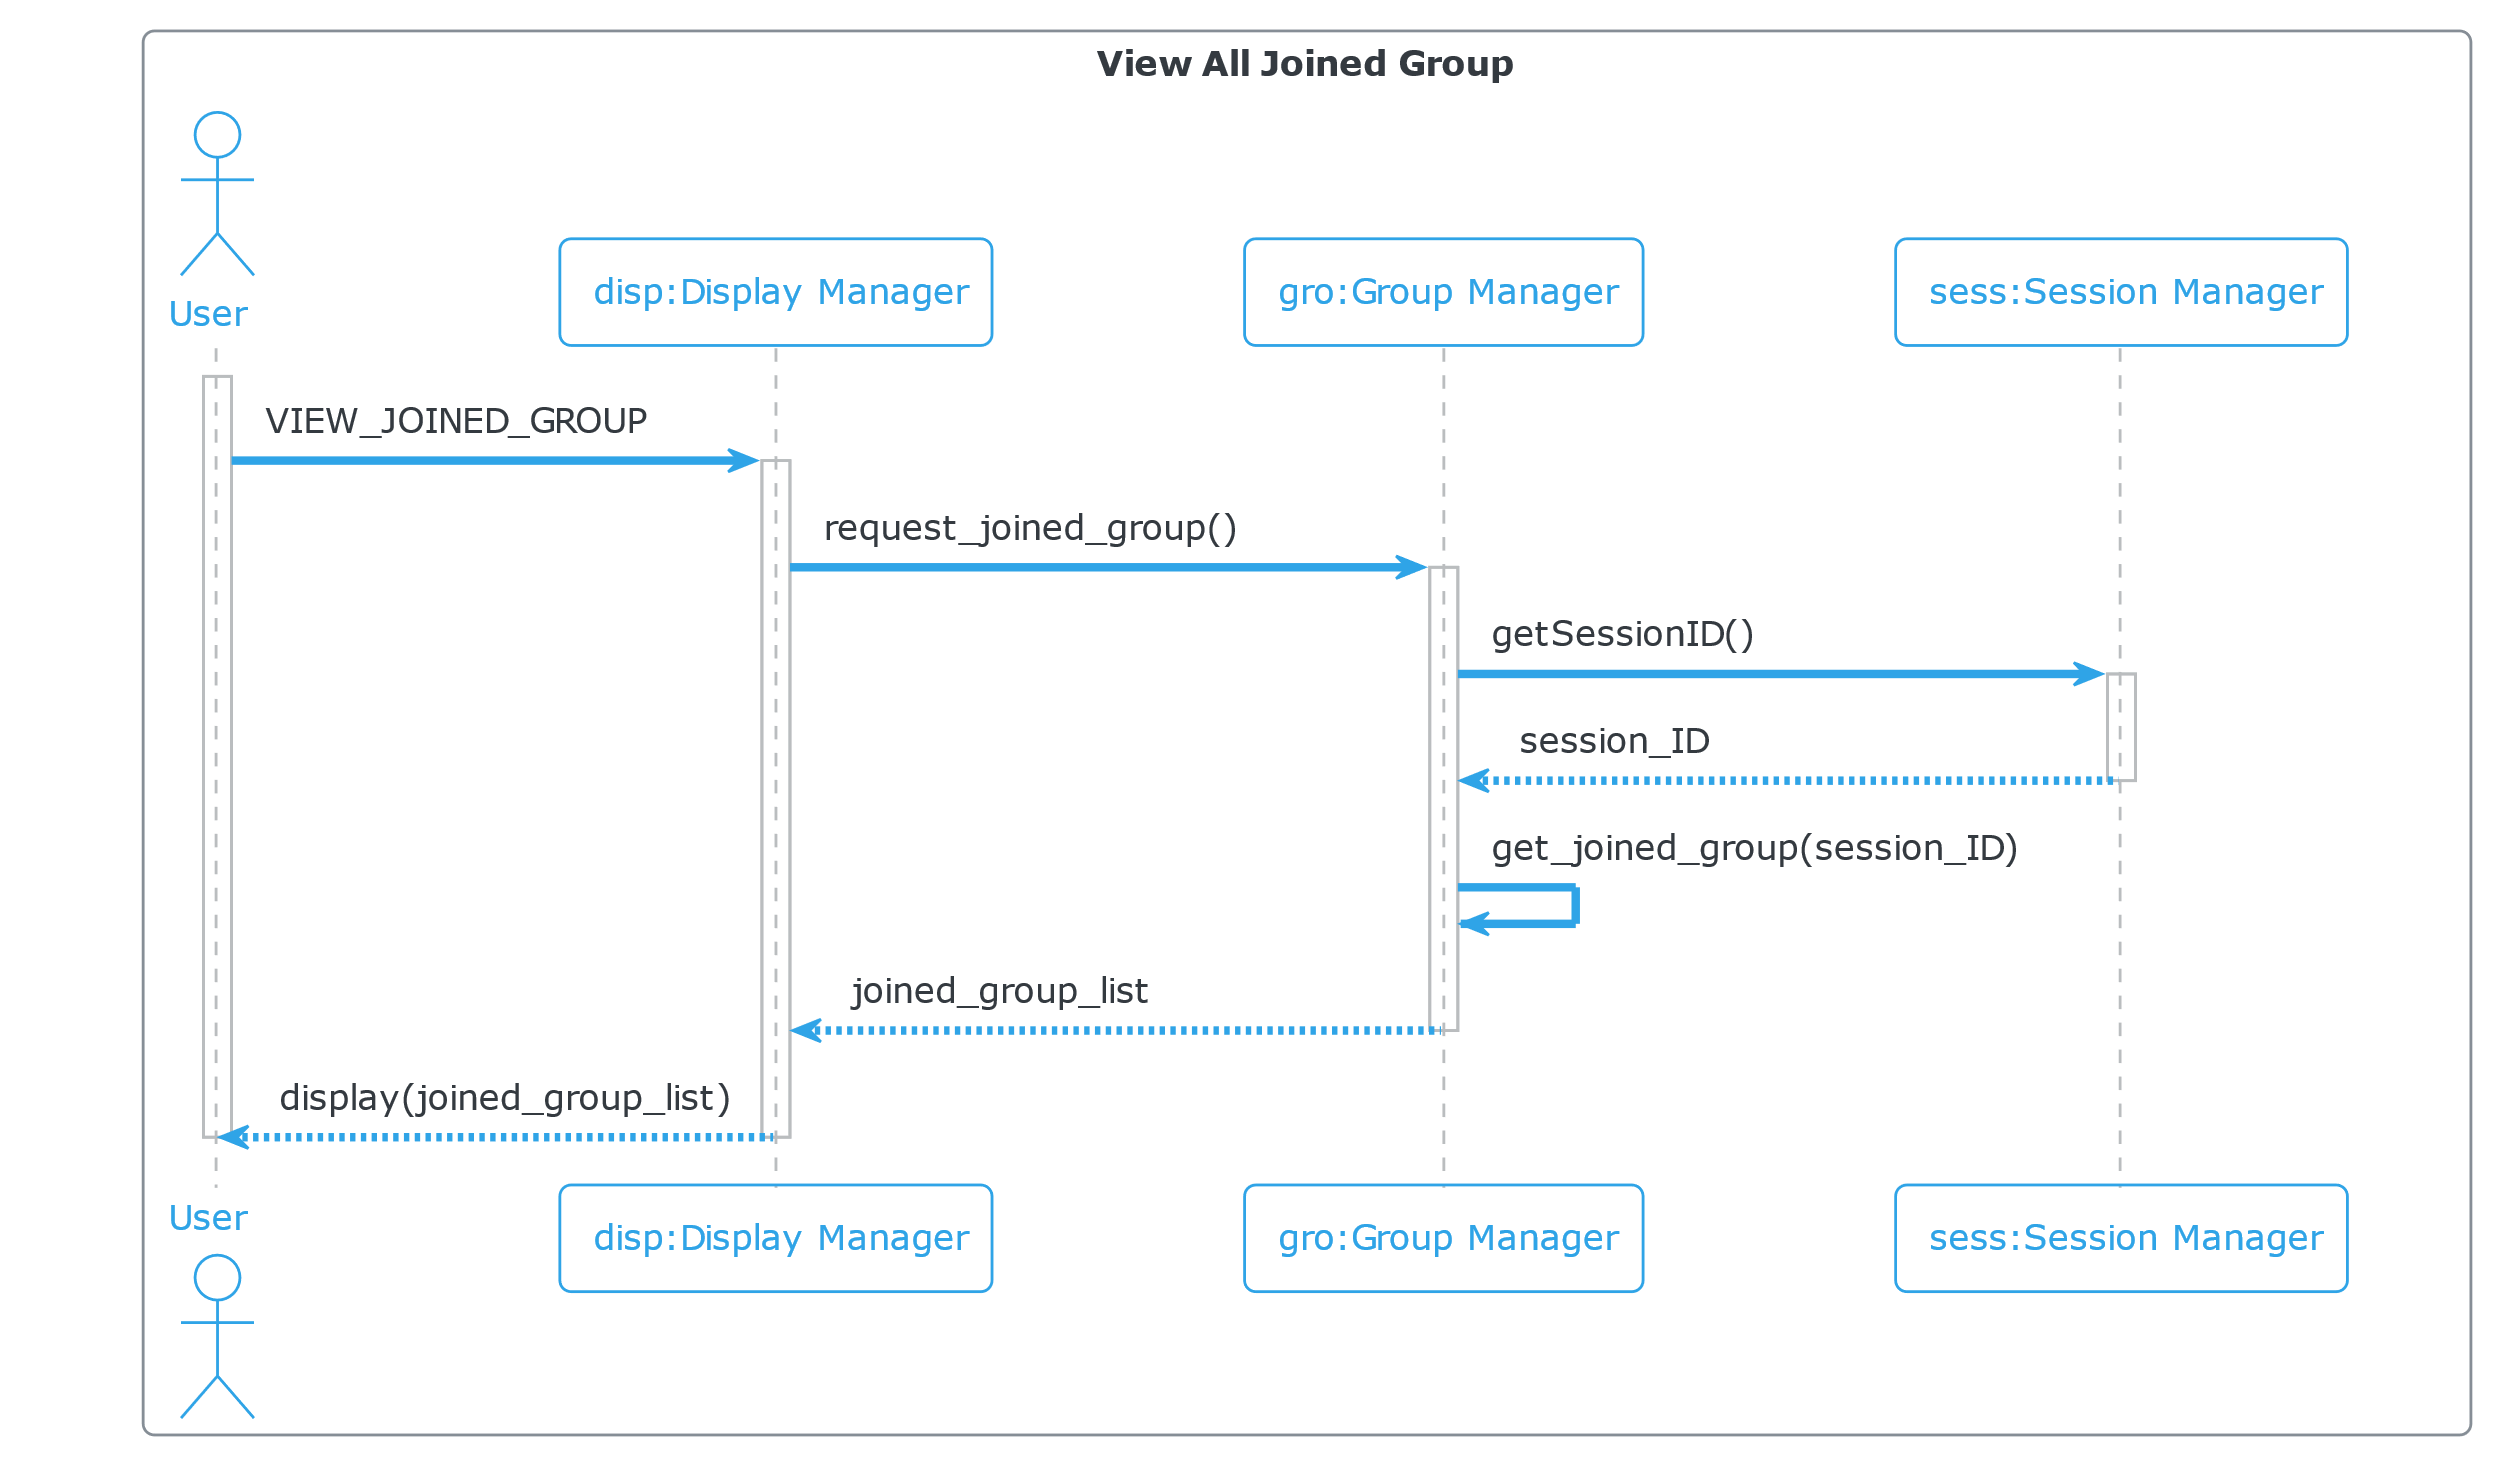 View All Joined Group
User
disp:Display Manager
gro:Group Manager
sess:Session Manager
VIEW_JOINED_GROUP
request_joined_group()
getSessionID()
session_ID
get_joined_group(session_ID)
joined_group_list
display(joined_group_list)
User
disp:Display Manager
gro:Group Manager
sess:Session Manager